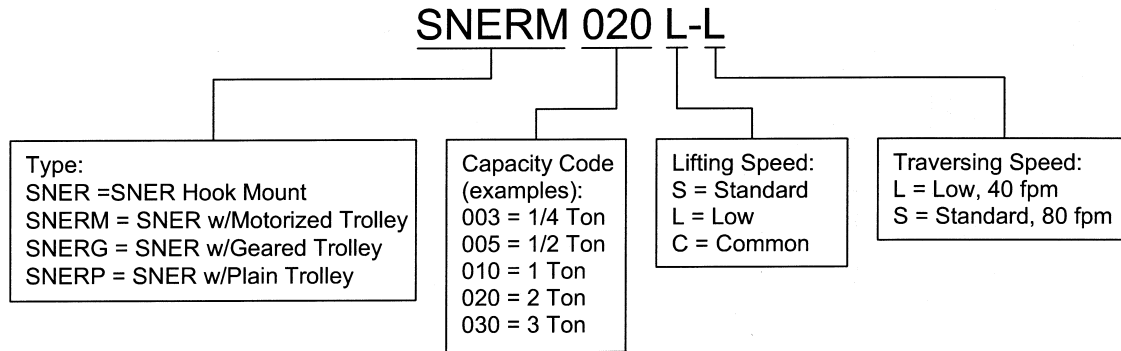 SNERM 020 L-L
Type:
SNER =SNER Hook Mount
SNERM = SNER w/Motorized Trolley
SNERG = SNER w/Geared Trolley
SNERP = SNER w/Plain Trolley
Capacity Code
(examples):
003 = 1/4 Ton
005 = 1/2 Ton
010 = 1 Ton
020 = 2 Ton
030 = 3 Ton
Lifting Speed:
S = Standard
L = Low
C = Common
Traversing Speed:
L = Low, 40 fpm
S = Standard, 80 fpm